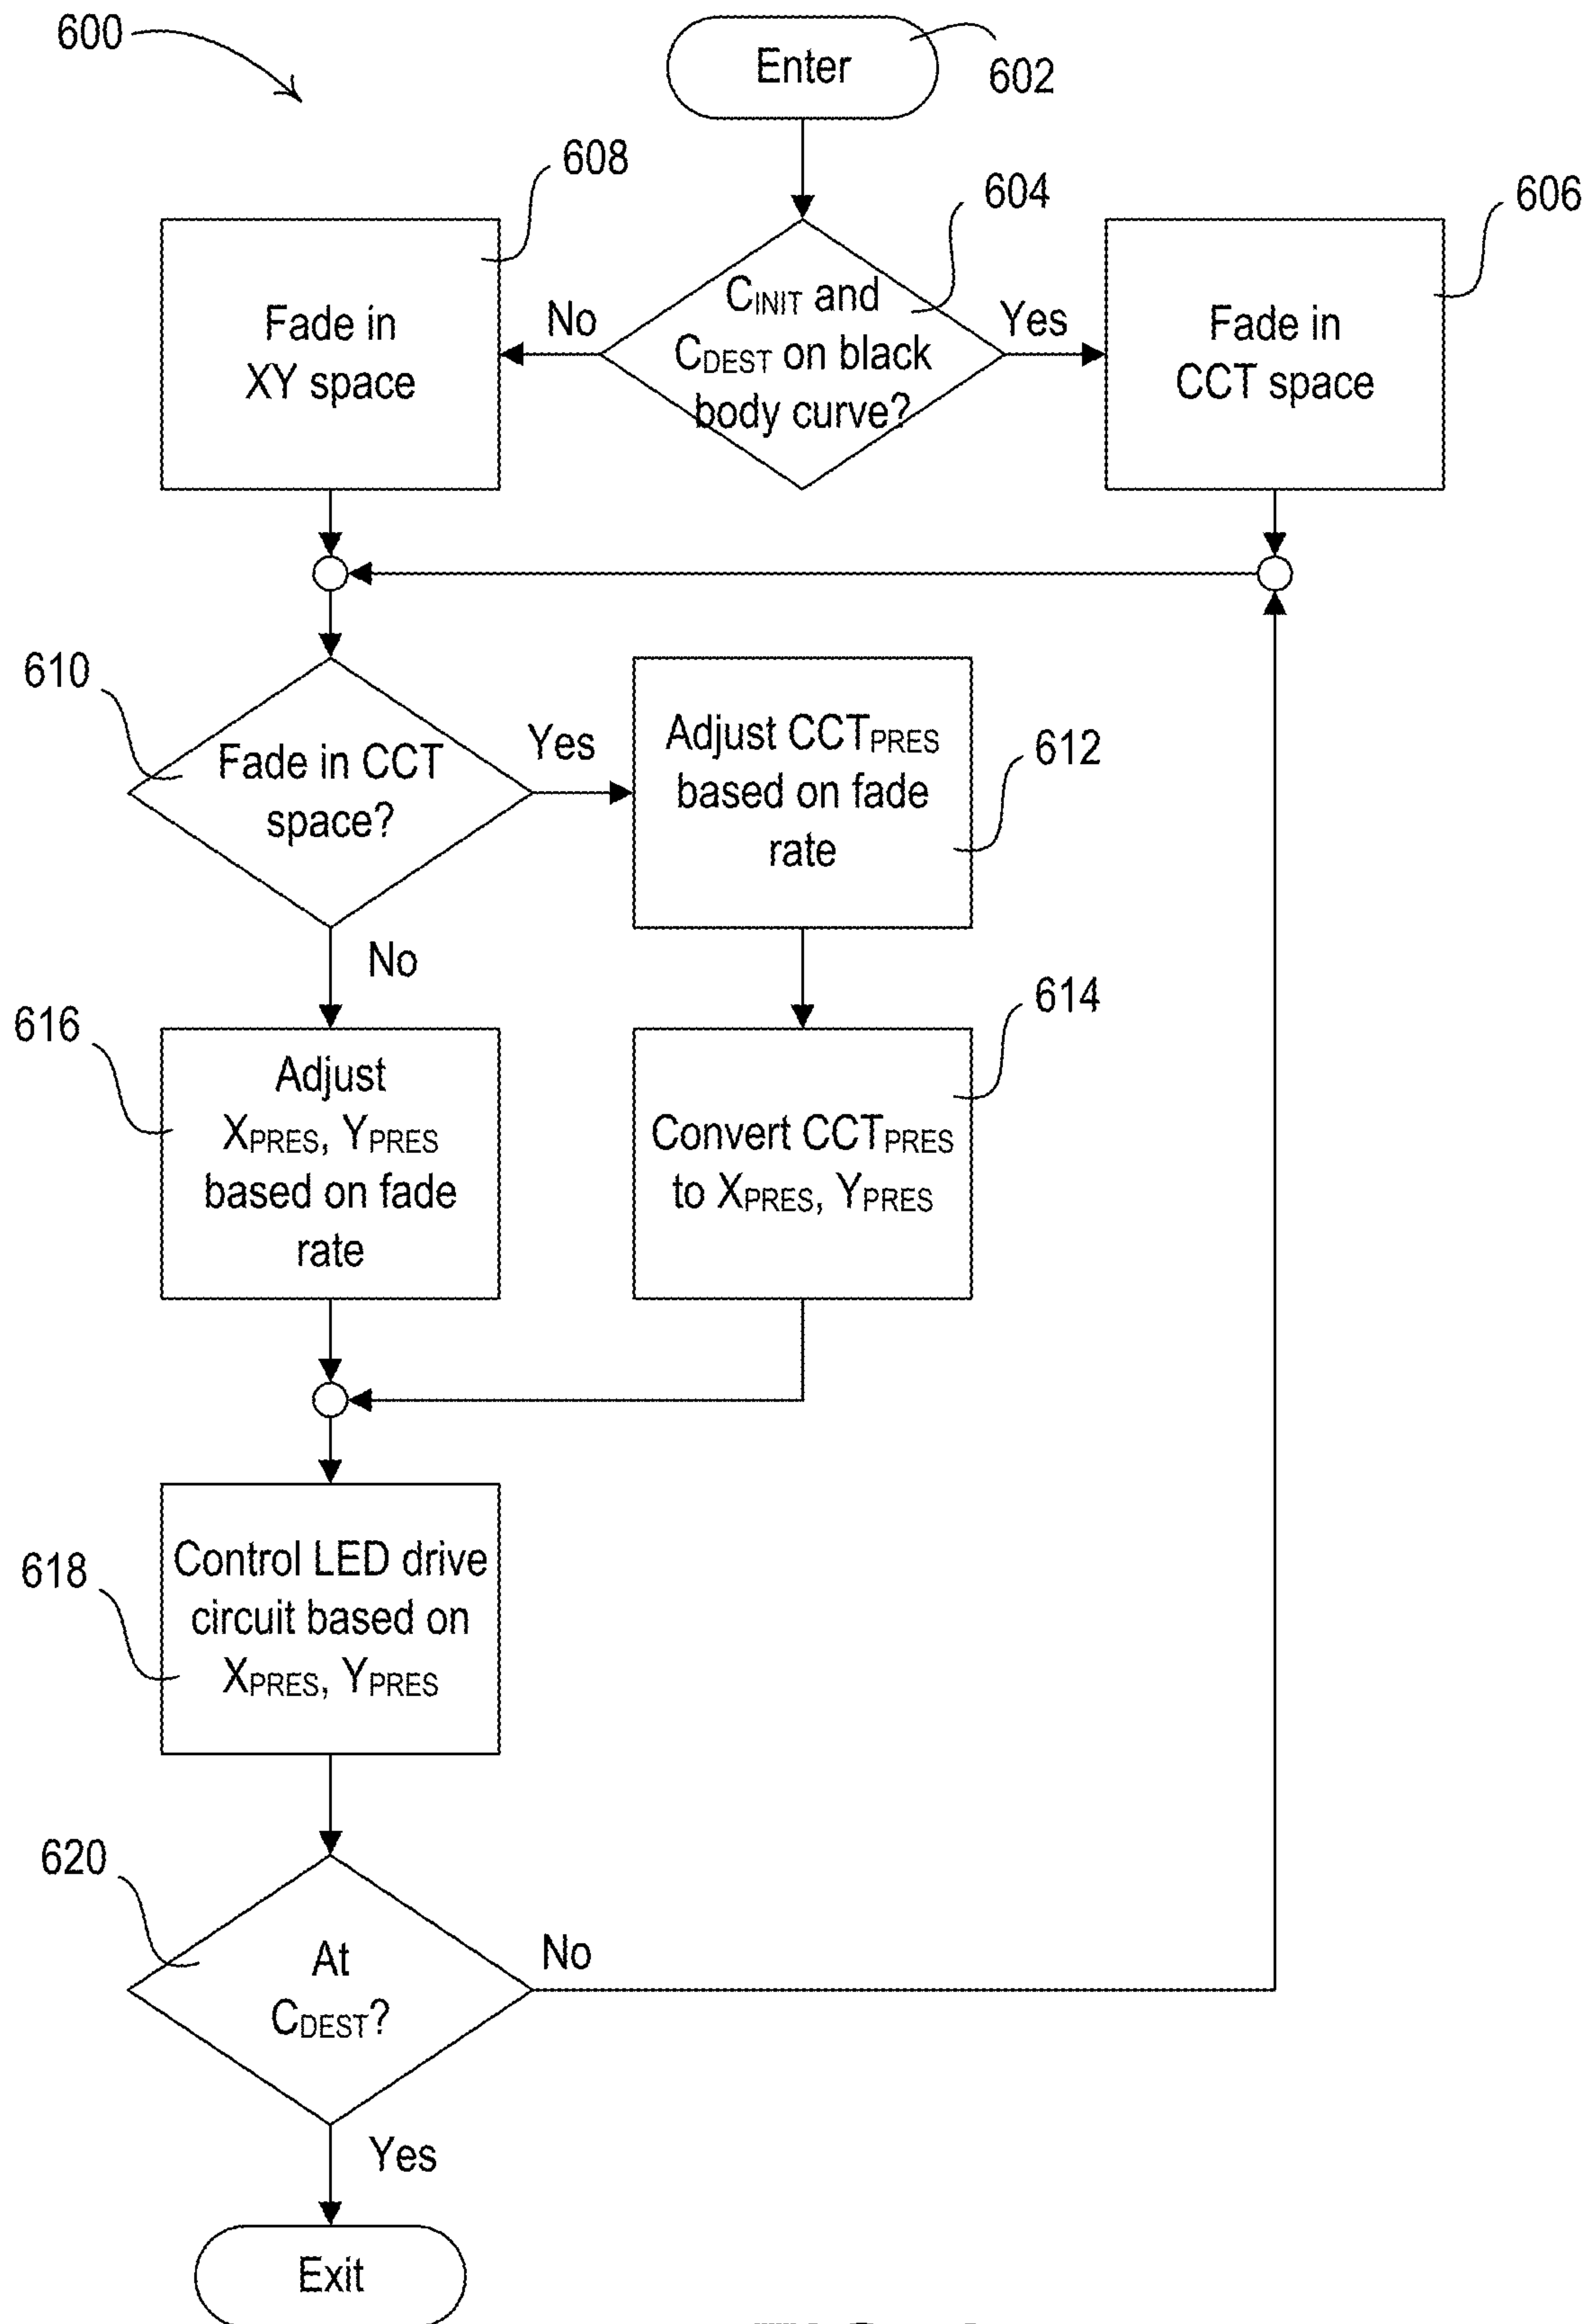 600
Enter
602
608
604
606
Fade in
XY space
No
CINIT and
CDEST on black
body curve?
Yes
Fade in
CCT space
610
Fade in CCT
space?
Yes
Adjust CCTPRES
based on fade
rate
612
No
616
Adjust
XPRES, YPRES
based on fade
rate
614
Convert CCTPRES
to XPRES, YPRES
618
Control LED drive
circuit based on
XPRES, YPRES
620
At
CDEST?
No
Yes
Exit